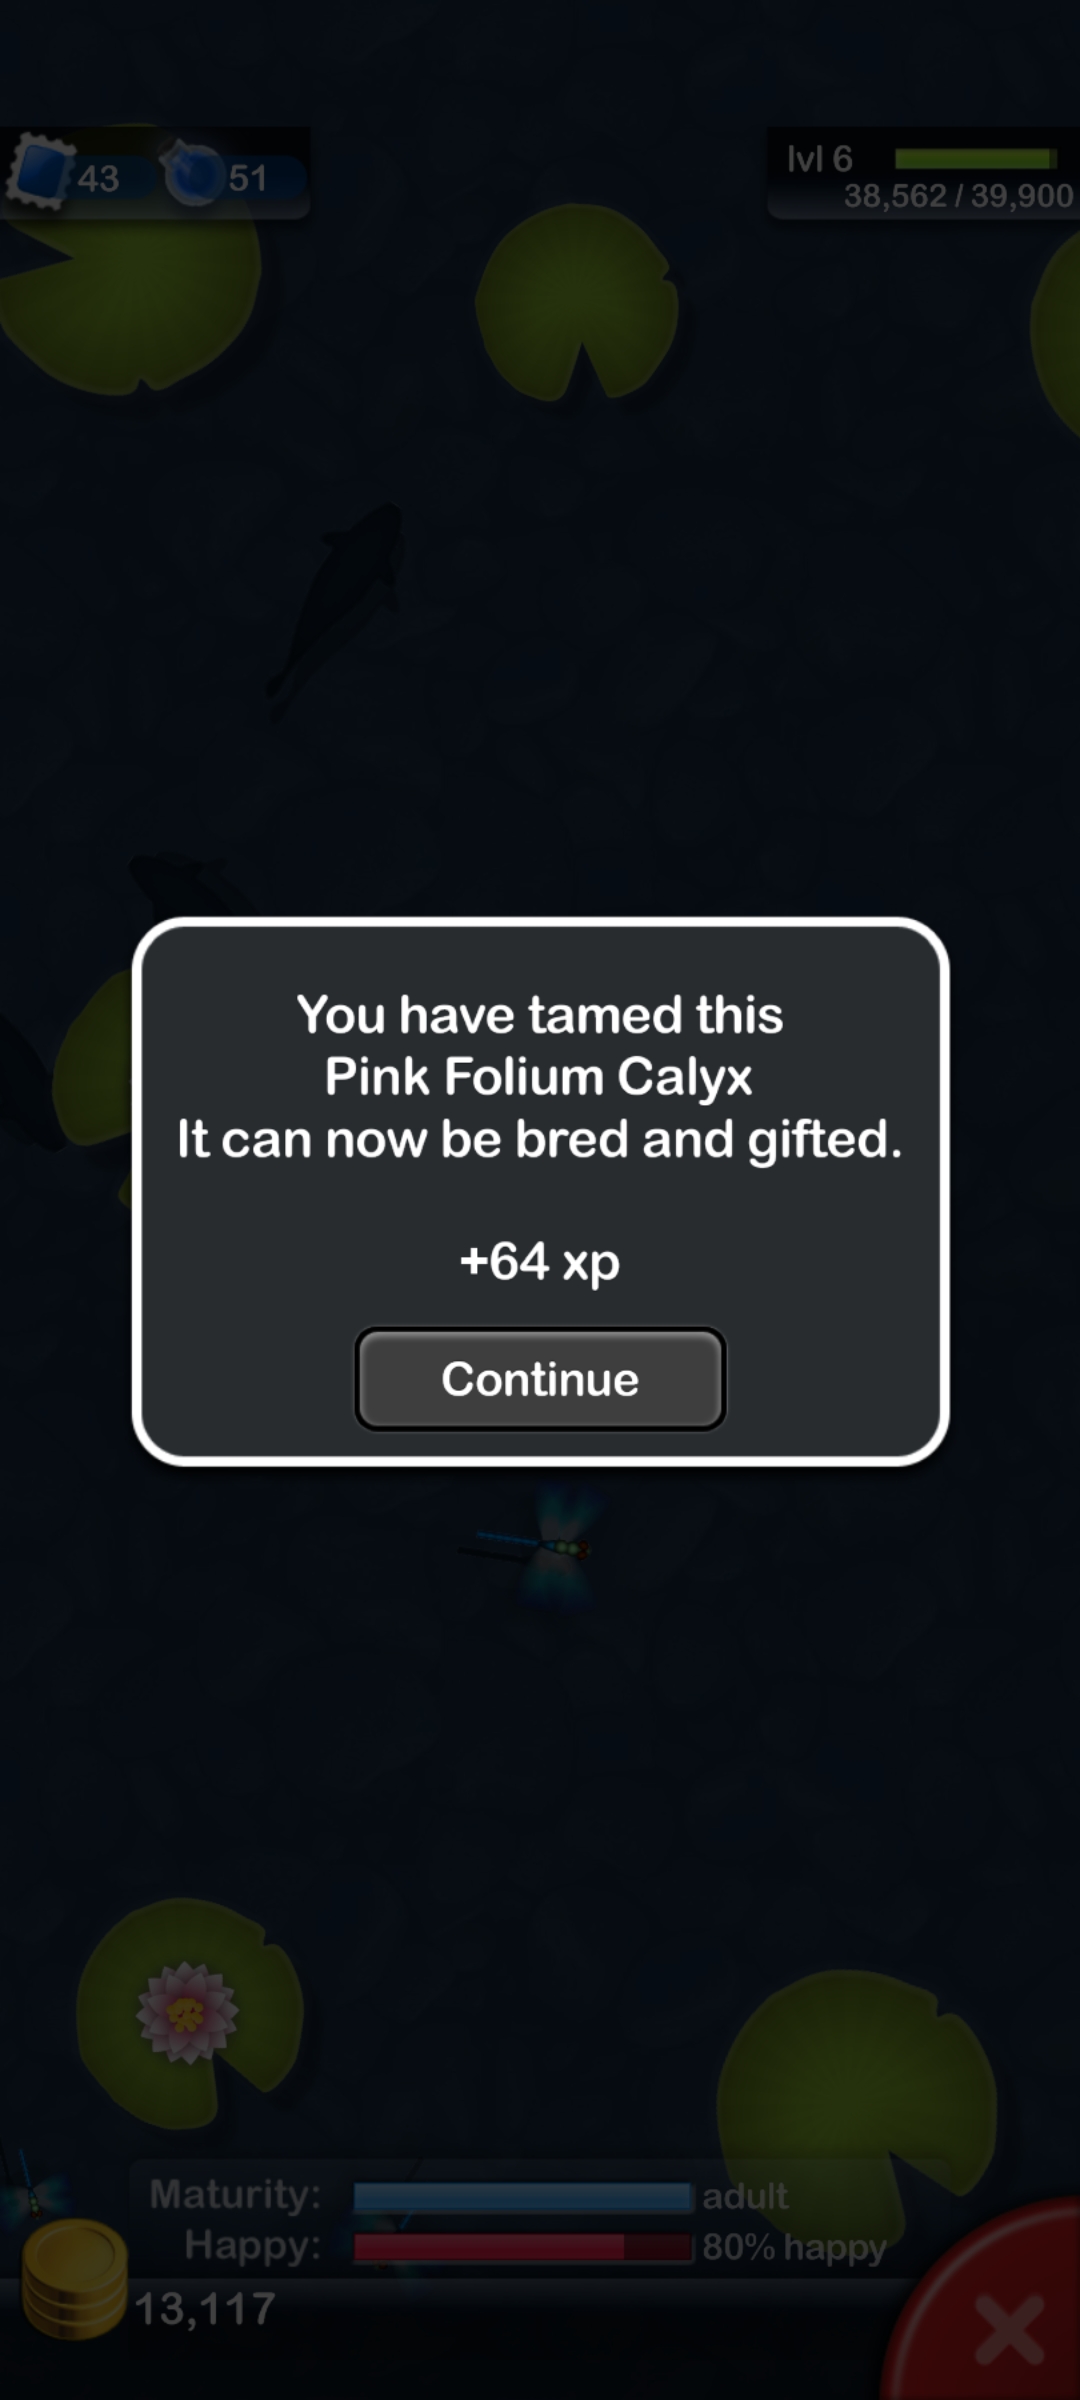 43
51
lvl 6
38,562 / 39,900
You have tamed this
Pink Folium Calyx
It can now be bred and gifted.
+64 xp
Continue
Maturity: adult
Happy: 80% happy
13,117